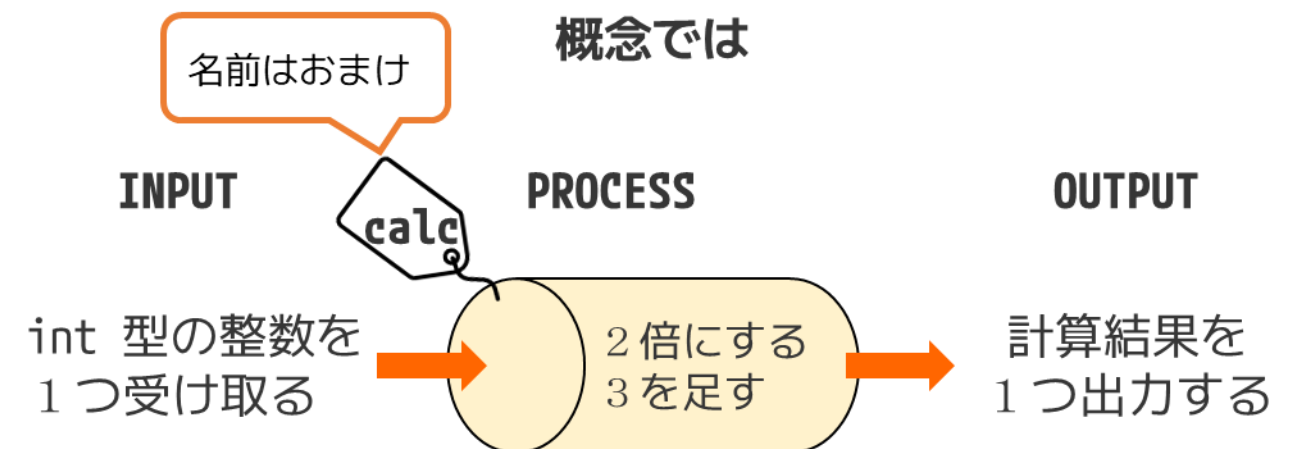 概念では
名前はおまけ
INPUT
PROCESS
OUTPUT
calc
int 型の整数を
１つ受け取る
２倍にする
３を足す
計算結果を
１つ出力する